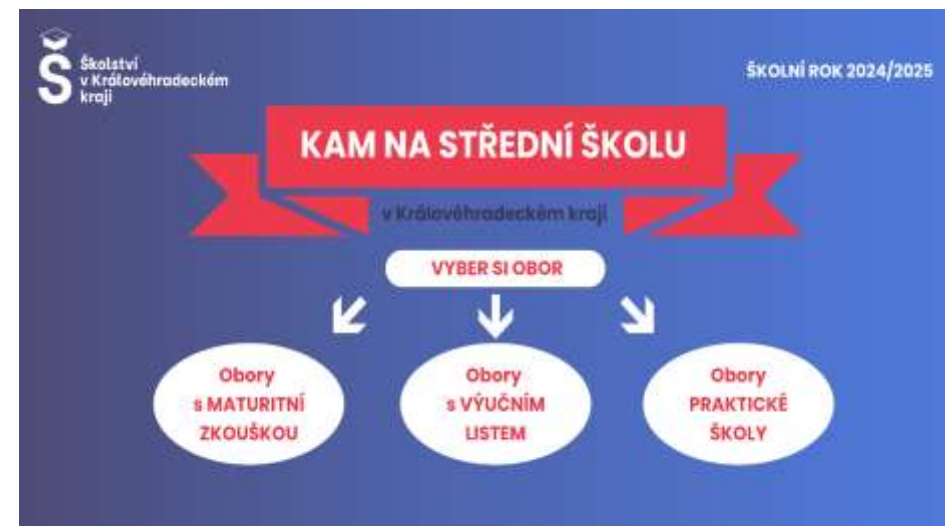 Školství
v Královéhradeckém
kraji
ŠKOLNÍ ROK 2024/2025
KAM NA STŘEDNÍ ŠKOLU
v Královéhradeckém kraji
VYBER SI OBOR
Obory
s MATURITNÍ
ZKOUŠKOU
Obory
s VÝUČNÍM
LISTEM
Obory
PRAKTICKÉ
ŠKOLY